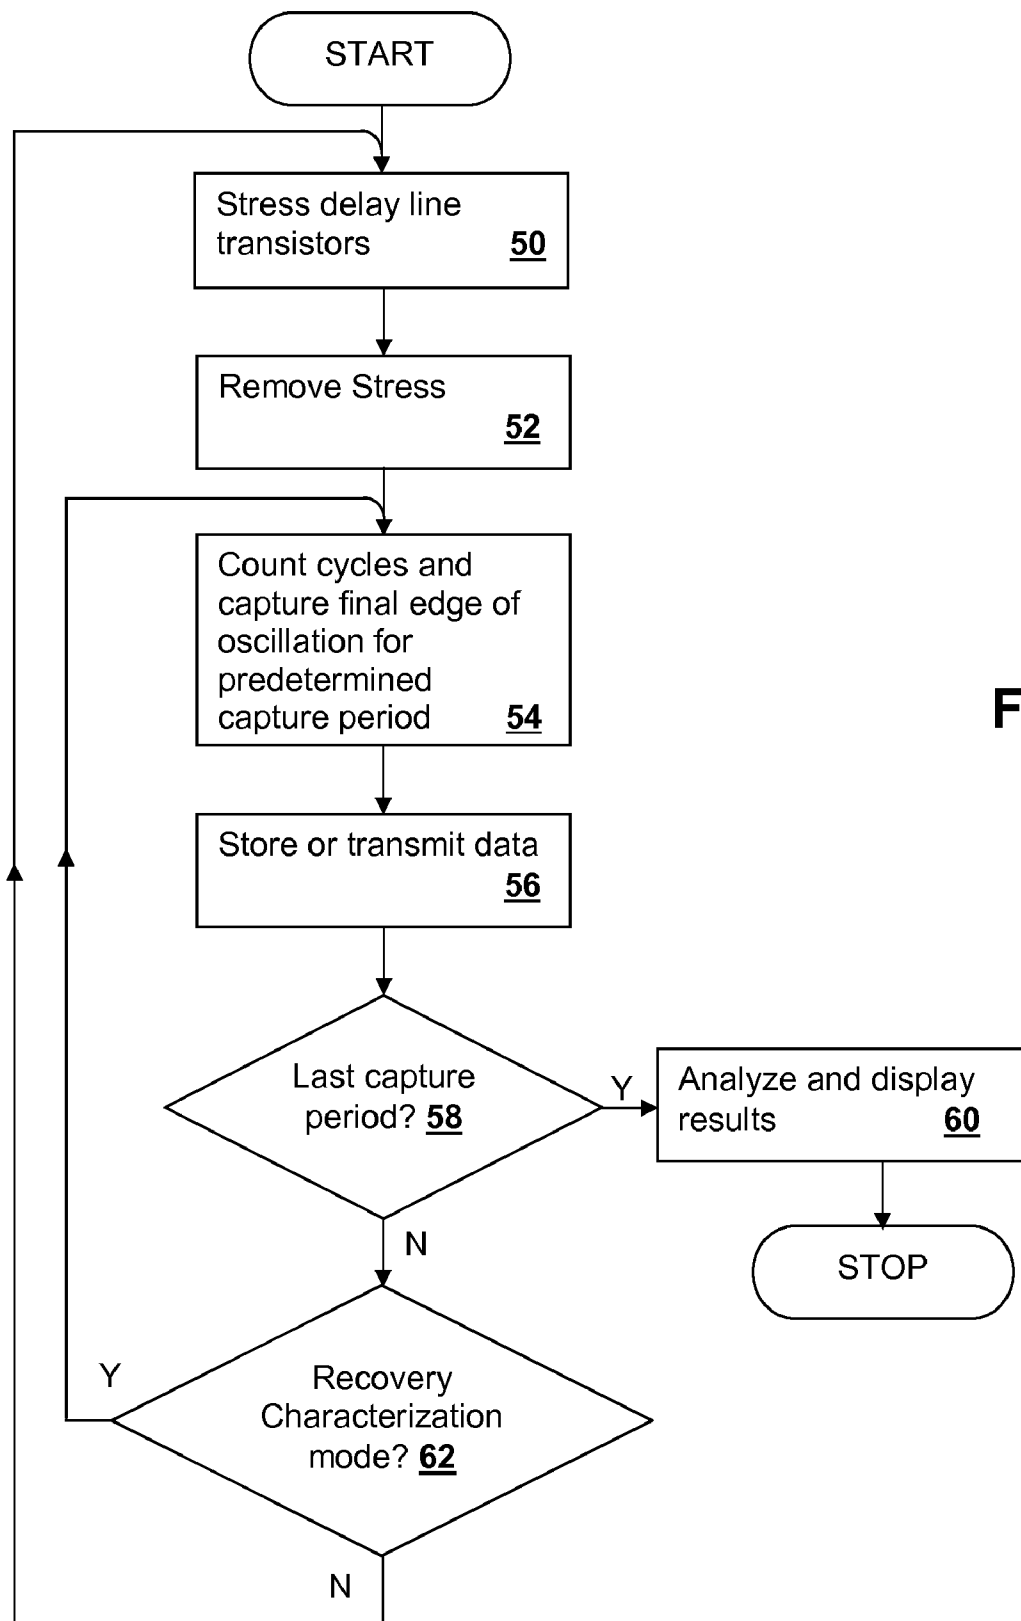 START
Stress delay line
transistors 50
Remove Stress
52
Count cycles and
capture final edge of
oscillation for
predetermined
capture period 54
F
Store or transmit data
56
Last capture
period? 58
Y
Analyze and display
results 60
N
STOP
Y
Recovery
Characterization
mode? 62
N